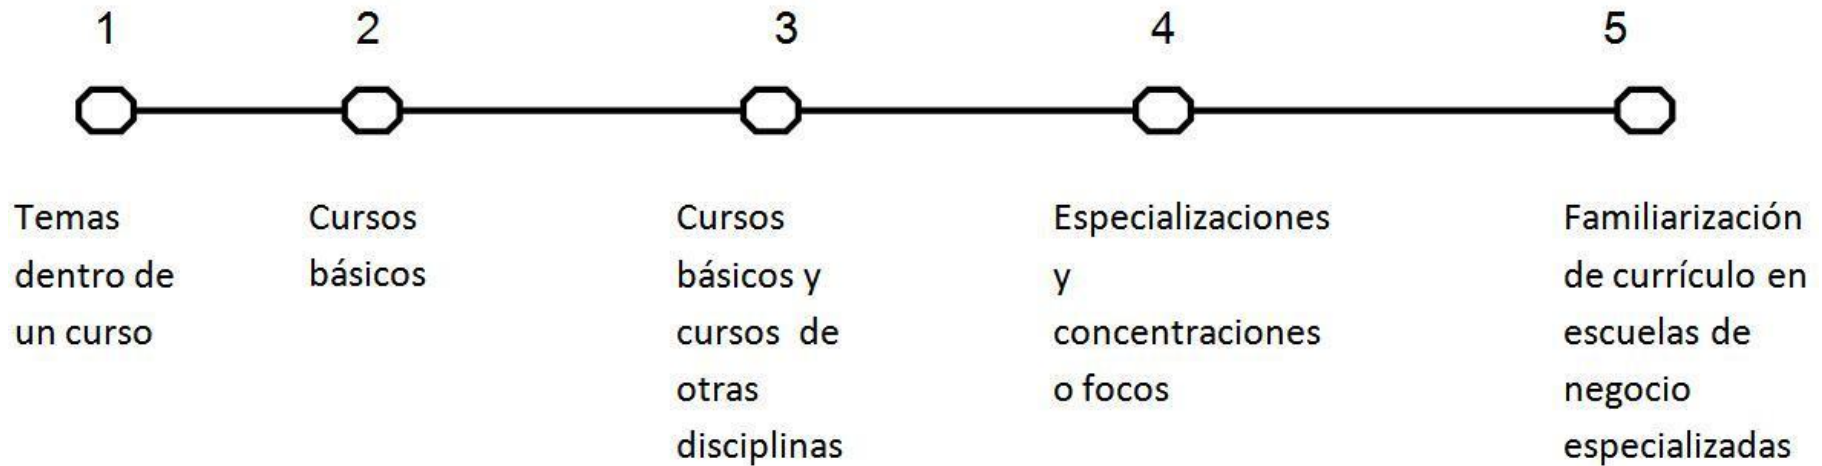 1
2
3
4
5
Temas
dentro de
un curso
Cursos
básicos
Cursos
básicos y
cursos de
otras
disciplinas
Especializaciones
y
concentraciones
o focos
Familiarización
de currículo en
escuelas de
negocio
especializadas